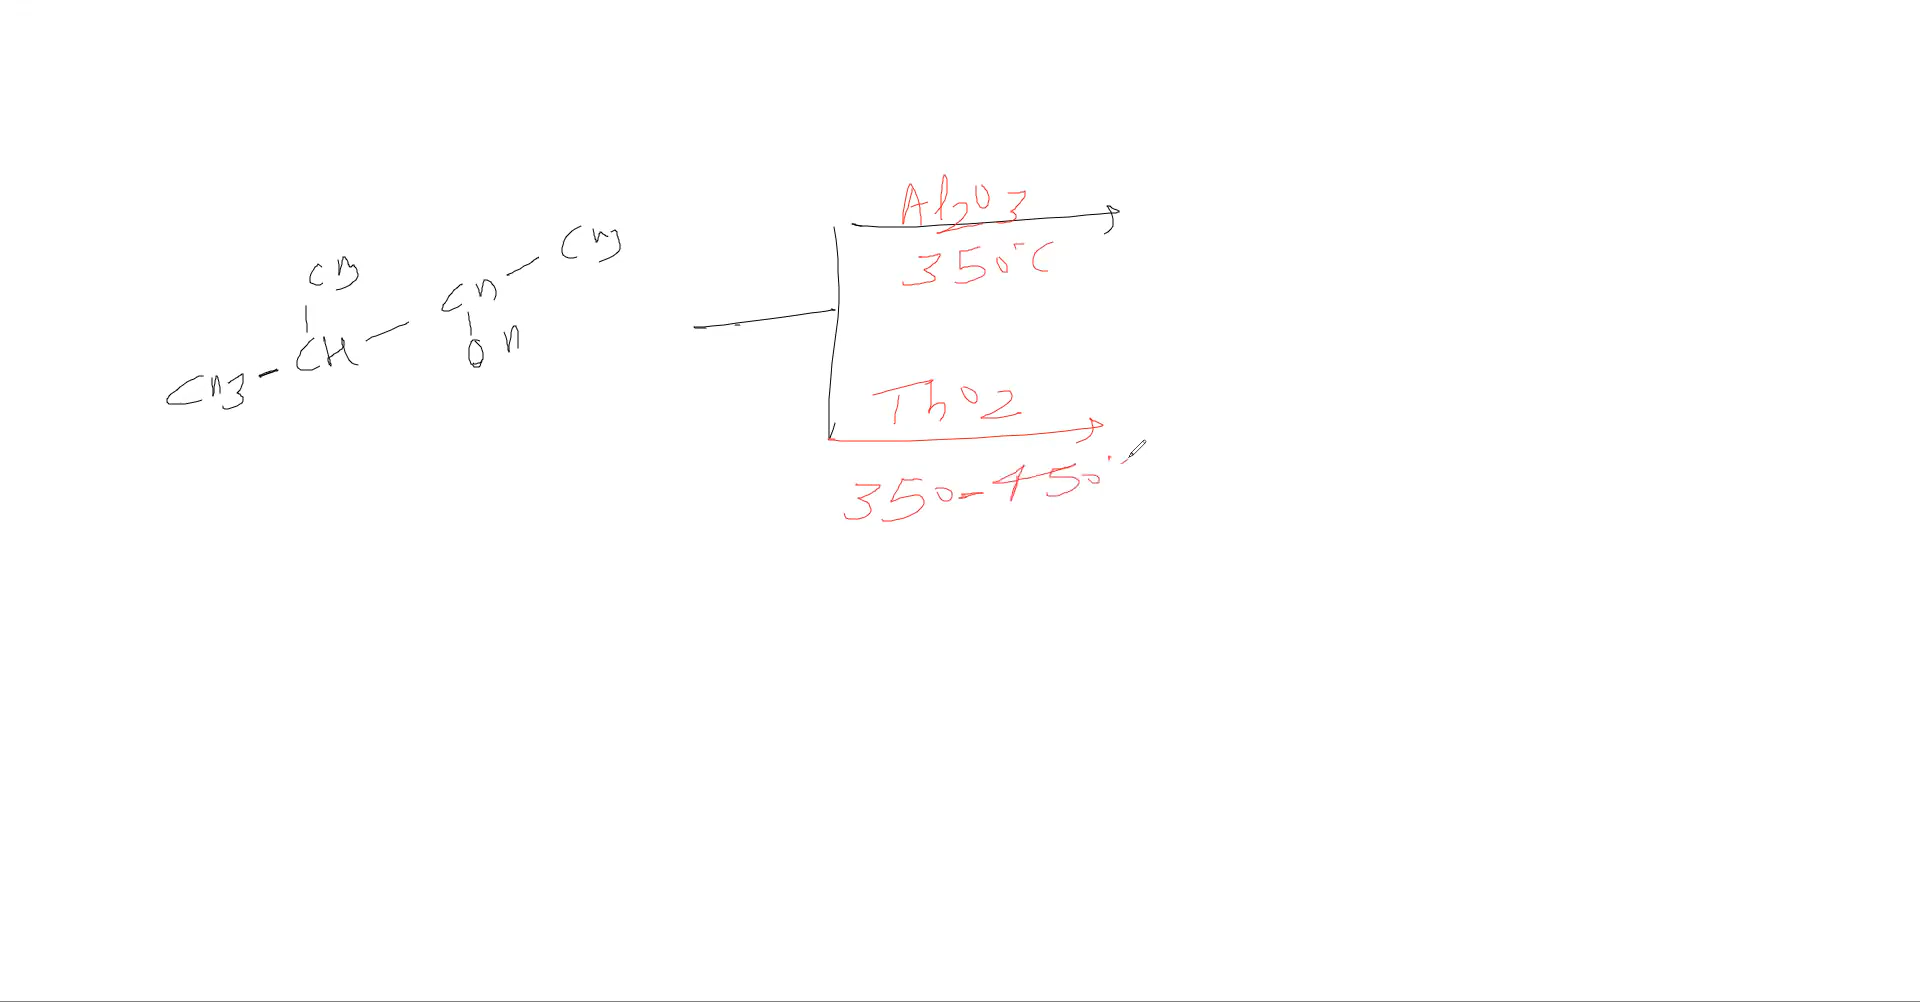 CH3
CH3 - CH - CH - CH3
OH
Al2O3
350°C
ThO2
350-450°